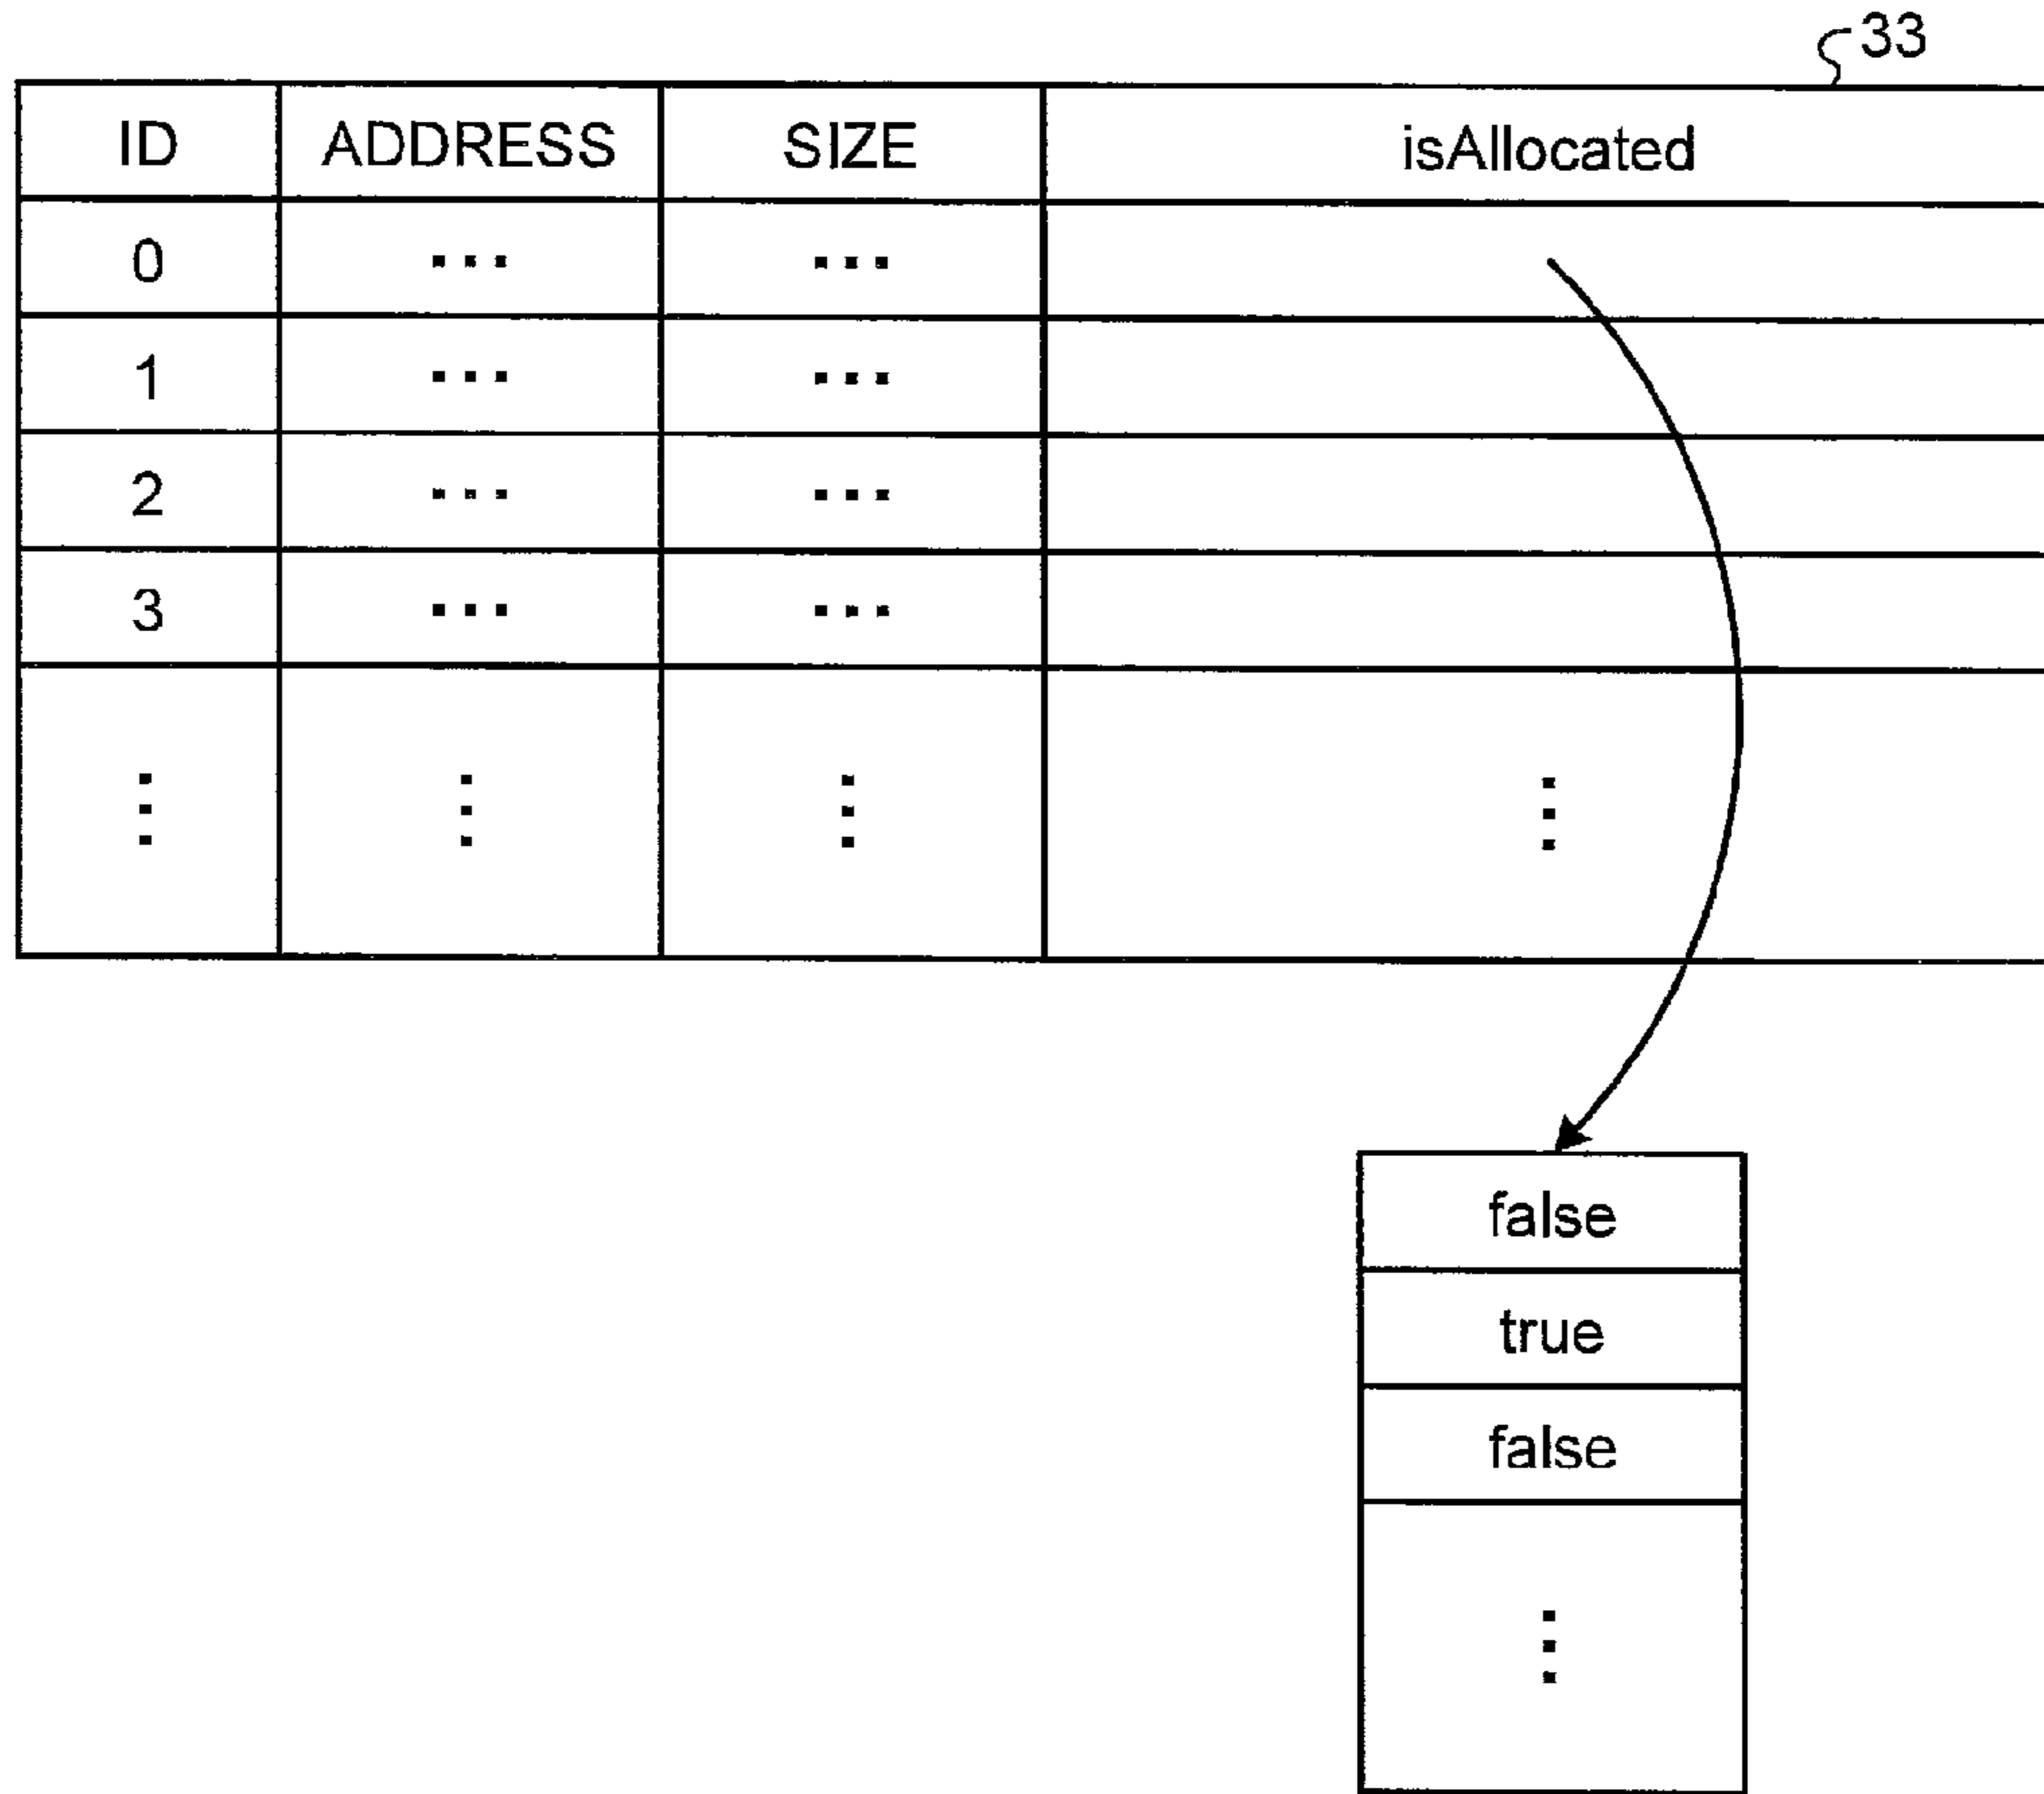 33
ID ADDRESS SIZE isAllocated
0 ... ...
1 ... ...
2 ... ...
3 ... ...
⋮ ⋮ ⋮ ⋮
false
true
false
⋮